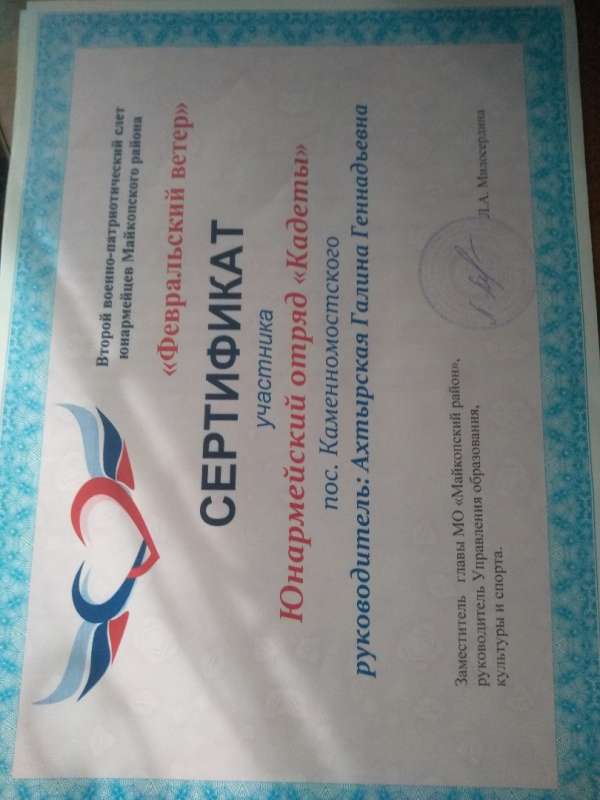 Второй военно-патриотический слет
юнармейцев Майкопского района
«Февральский ветер»
СЕРТИФИКАТ
участника
Юнармейский отряд «Кадеты»
пос. Каменномостского
руководитель: Ахтырская Галина Геннадьевна
Заместитель главы МО «Майкопский район»,
руководитель Управления образования,
культуры и спорта.
Л.А. Милосердина